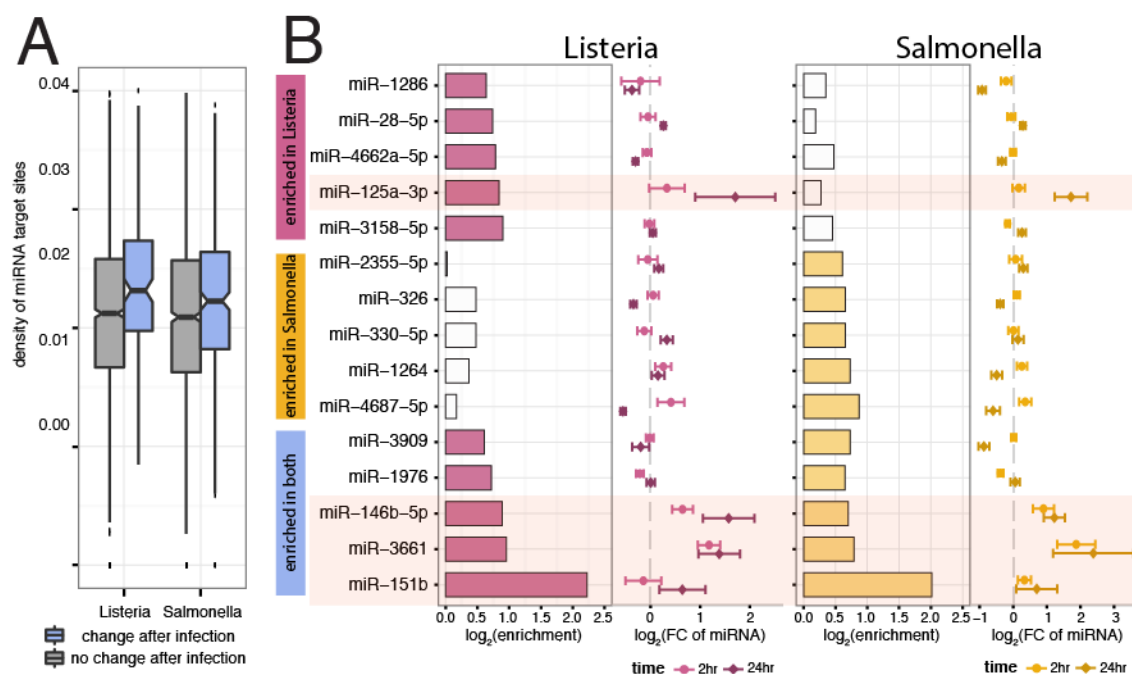 A
B
Listeria
Salmonella
density of miRNA target sites
0.04
0.03
0.02
0.01
0.00
Listeria Salmonella
change after infection
no change after infection
enriched in Listeria
enriched in Salmonella
enriched in both
miR−1286
miR−28−5p
miR−4662a−5p
miR−125a−3p
miR−3158−5p
miR−2355−5p
miR−326
miR−330−5p
miR−1264
miR−4687−5p
miR−3909
miR−1976
miR−146b−5p
miR−3661
miR−151b
0.0 0.5 1.0 1.5 2.0 2.5
log2(enrichment)
0 1 2
log2(FC of miRNA)
time 2hr 24hr
0.0 0.5 1.0 1.5 2.0 2.5
log2(enrichment)
−1 0 1 2 3
log2(FC of miRNA)
time 2hr 24hr